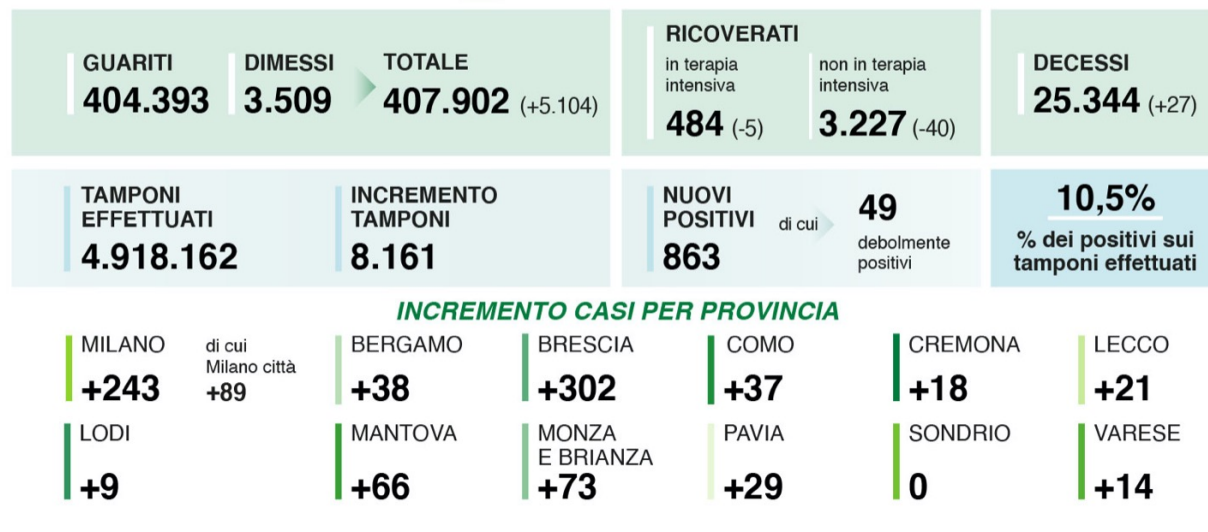 GUARITI
404.393
DIMESSI
3.509
TOTALE
407.902 (+5.104)
RICOVERATI
in terapia
intensiva
484 (-5)
non in terapia
intensiva
3.227 (-40)
DECESSI
25.344 (+27)
TAMPONI
EFFETTUATI
4.918.162
INCREMENTO
TAMPONI
8.161
NUOVI
POSITIVI
863
di cui
49
debolmente
positivi
10,5%
% dei positivi sui
tamponi effettuati
INCREMENTO CASI PER PROVINCIA
MILANO
+243
di cui
Milano città
+89
BERGAMO
+38
BRESCIA
+302
COMO
+37
CREMONA
+18
LECCO
+21
LODI
+9
MANTOVA
+66
MONZA
E BRIANZA
+73
PAVIA
+29
SONDRIO
0
VARESE
+14